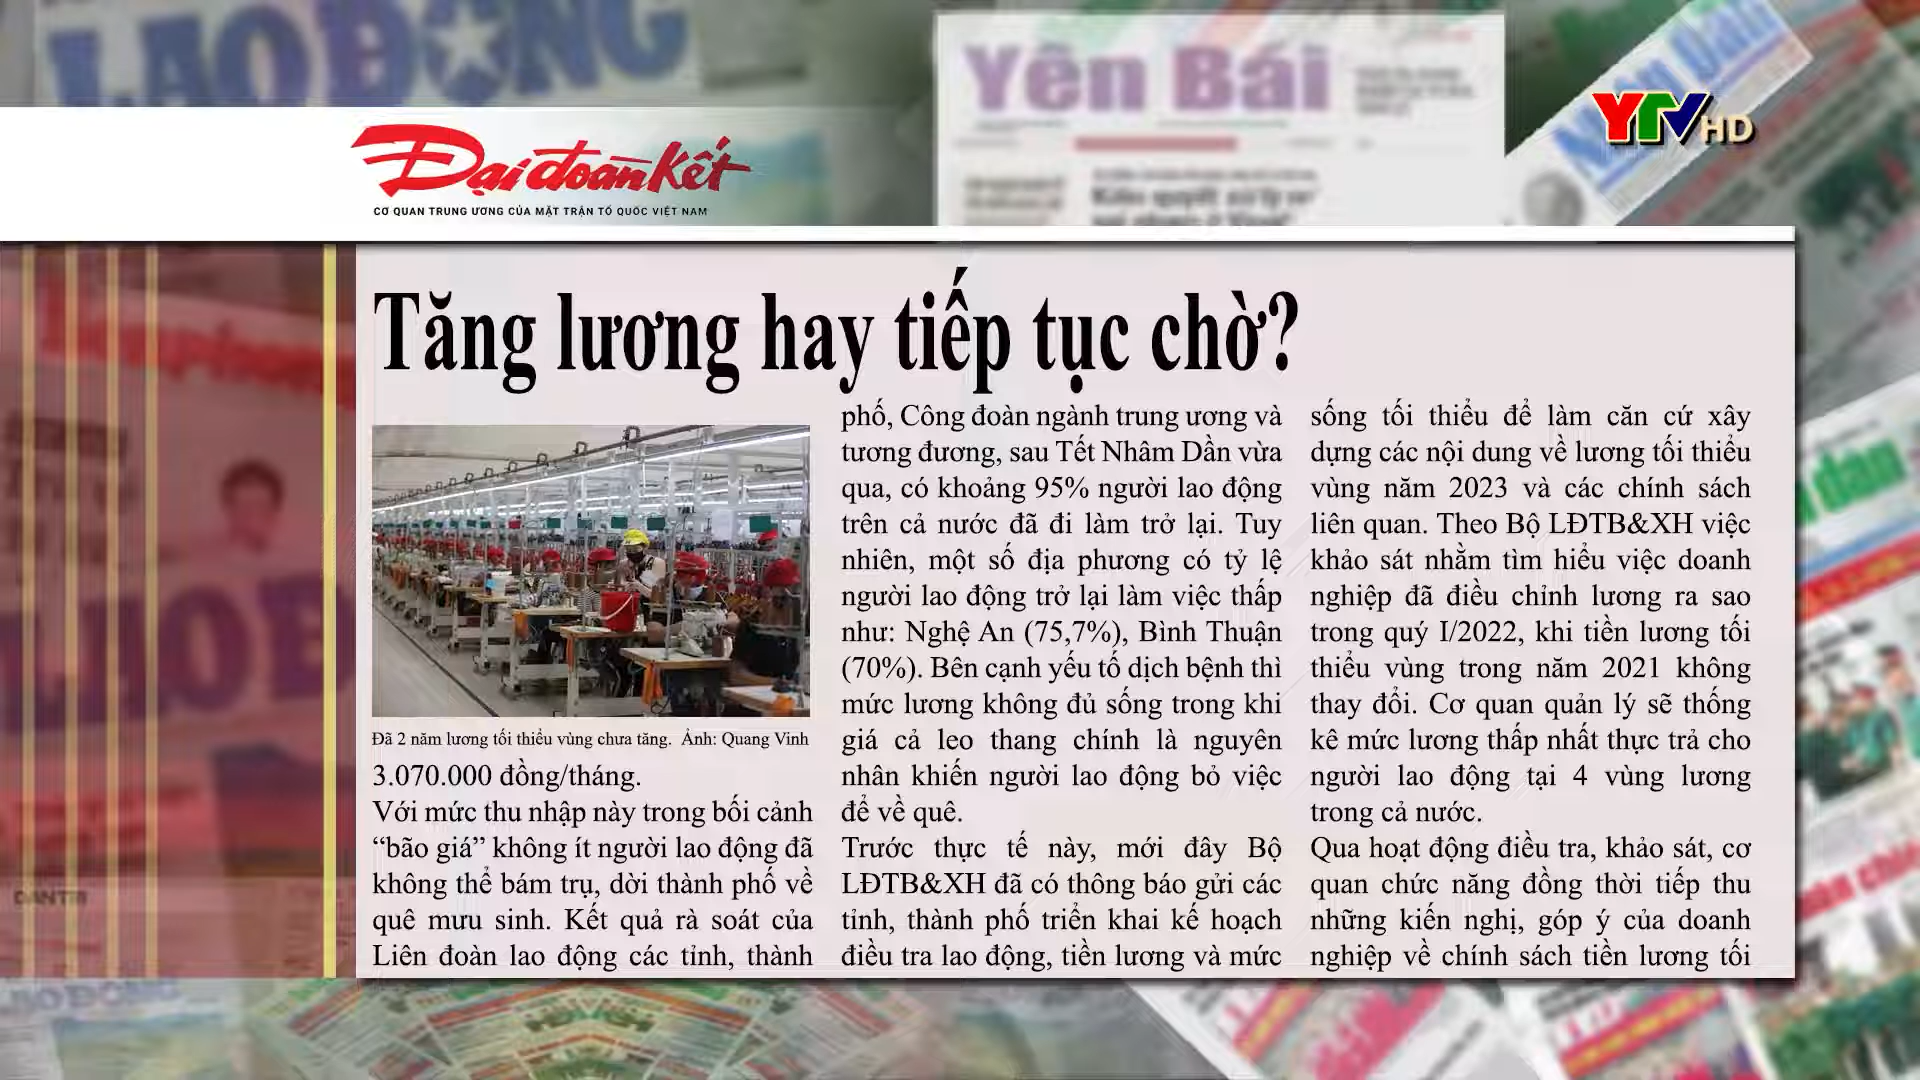 LAO ĐỘNG
Yên Bái
YTV HD
Đại đoàn kết
CƠ QUAN TRUNG ƯƠNG CỦA MẶT TRẬN TỔ QUỐC VIỆT NAM
Tăng lương hay tiếp tục chờ?
Đã 2 năm lương tối thiểu vùng chưa tăng. Ảnh: Quang Vinh
3.070.000 đồng/tháng.
Với mức thu nhập này trong bối cảnh
“bão giá” không ít người lao động đã
không thể bám trụ, dời thành phố về
quê mưu sinh. Kết quả rà soát của
Liên đoàn lao động các tỉnh, thành
phố, Công đoàn ngành trung ương và
tương đương, sau Tết Nhâm Dần vừa
qua, có khoảng 95% người lao động
trên cả nước đã đi làm trở lại. Tuy
nhiên, một số địa phương có tỷ lệ
người lao động trở lại làm việc thấp
như: Nghệ An (75,7%), Bình Thuận
(70%). Bên cạnh yếu tố dịch bệnh thì
mức lương không đủ sống trong khi
giá cả leo thang chính là nguyên
nhân khiến người lao động bỏ việc
để về quê.
Trước thực tế này, mới đây Bộ
LĐTB&XH đã có thông báo gửi các
tỉnh, thành phố triển khai kế hoạch
điều tra lao động, tiền lương và mức
sống tối thiểu để làm căn cứ xây
dựng các nội dung về lương tối thiểu
vùng năm 2023 và các chính sách
liên quan. Theo Bộ LĐTB&XH việc
khảo sát nhằm tìm hiểu việc doanh
nghiệp đã điều chỉnh lương ra sao
trong quý I/2022, khi tiền lương tối
thiểu vùng trong năm 2021 không
thay đổi. Cơ quan quản lý sẽ thống
kê mức lương thấp nhất thực trả cho
người lao động tại 4 vùng lương
trong cả nước.
Qua hoạt động điều tra, khảo sát, cơ
quan chức năng đồng thời tiếp thu
những kiến nghị, góp ý của doanh
nghiệp về chính sách tiền lương tối